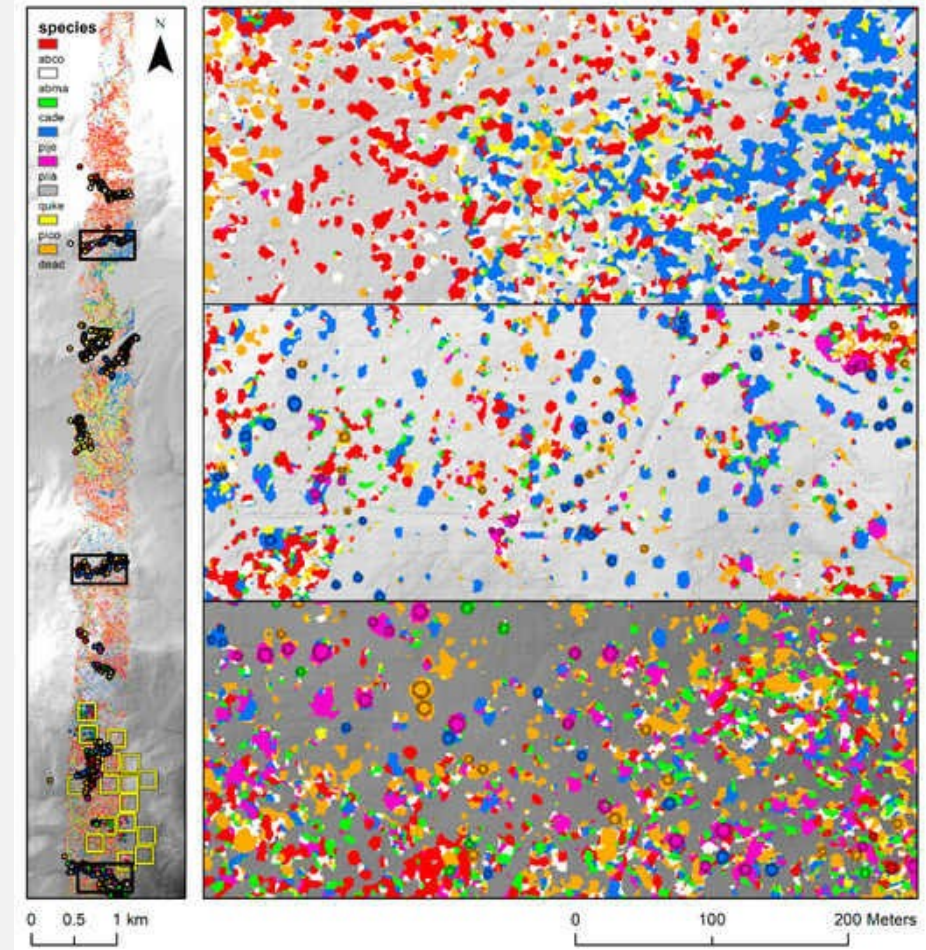 species
N
abco
abma
cade
pije
pila
quke
pico
dead
0 0.5 1 km
0 100 200 Meters